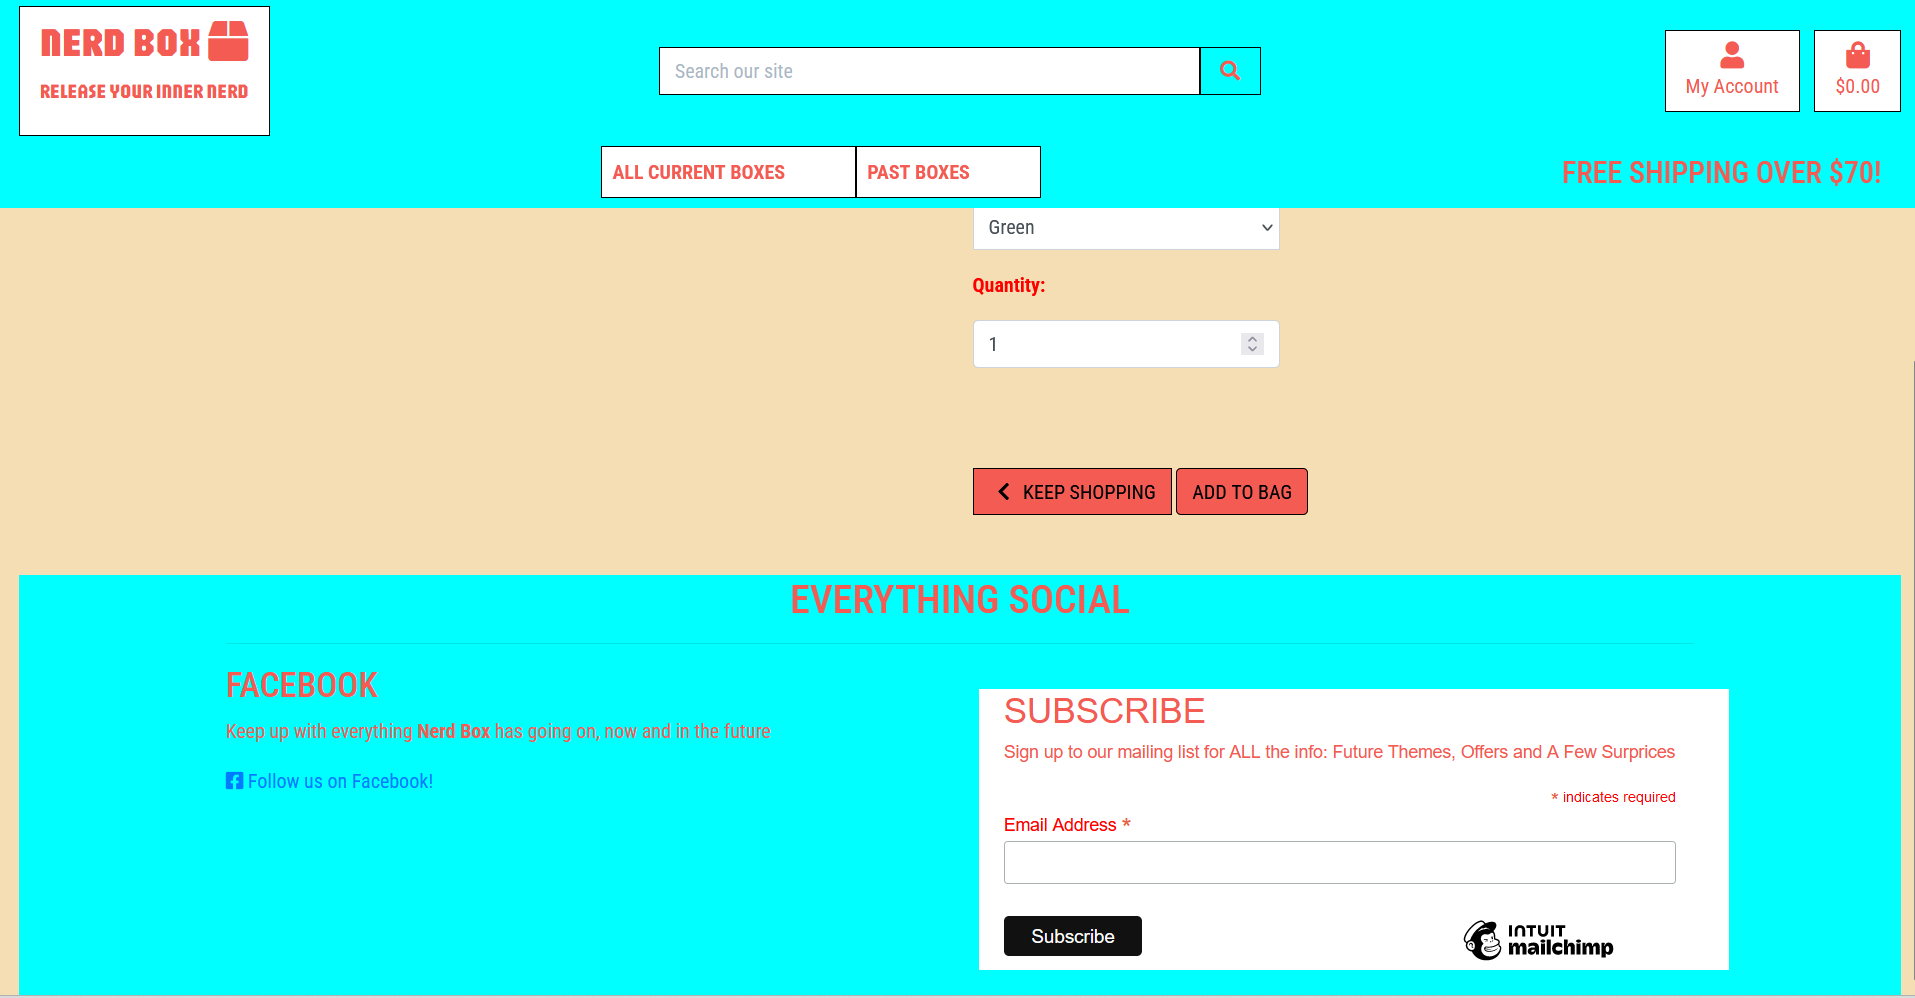 NERD BOX
RELEASE YOUR INNER NERD
Search our site
My Account
$0.00
ALL CURRENT BOXES
PAST BOXES
FREE SHIPPING OVER $70!
Green
Quantity:
1
KEEP SHOPPING
ADD TO BAG
EVERYTHING SOCIAL
FACEBOOK
Keep up with everything Nerd Box has going on, now and in the future
Follow us on Facebook!
SUBSCRIBE
Sign up to our mailing list for ALL the info: Future Themes, Offers and A Few Surprices
* indicates required
Email Address *
Subscribe
INTUIT
mailchimp